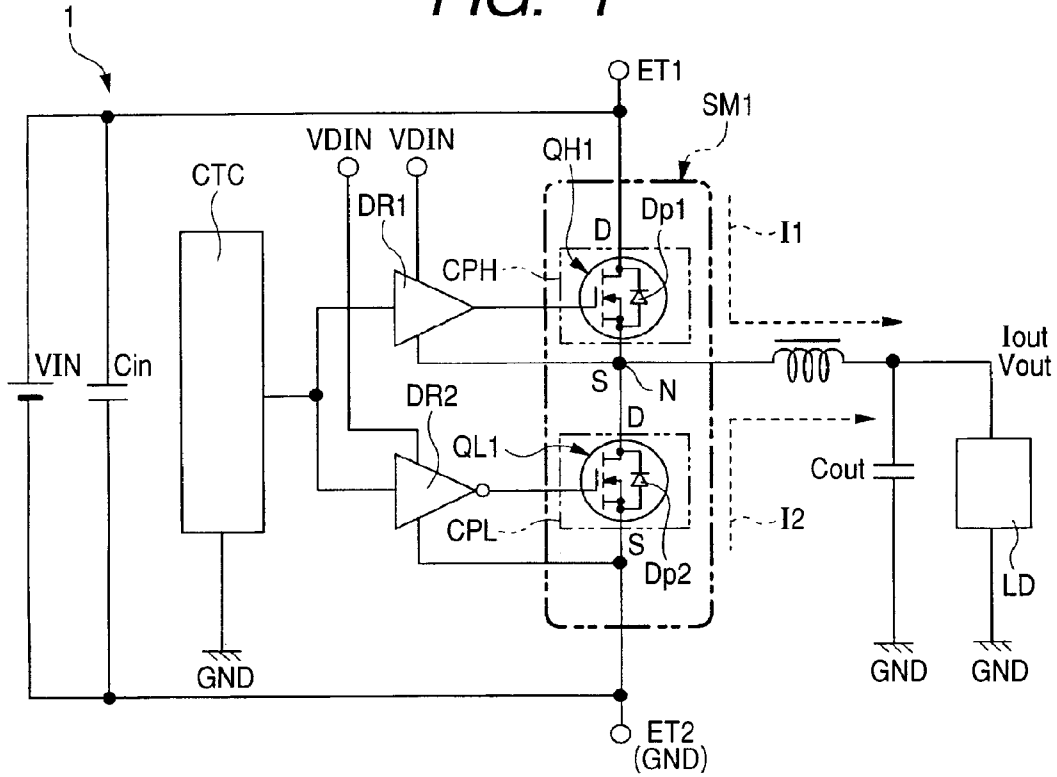 FIG. 1
1
ET1
SM1
VDIN VDIN
QH1
CTC
DR1
Dp1
D
I1
CPH
VIN
Cin
Iout
Vout
S
N
DR2
D
QL1
Cout
CPL
S
I2
Dp2
LD
GND
GND
GND
ET2
(GND)